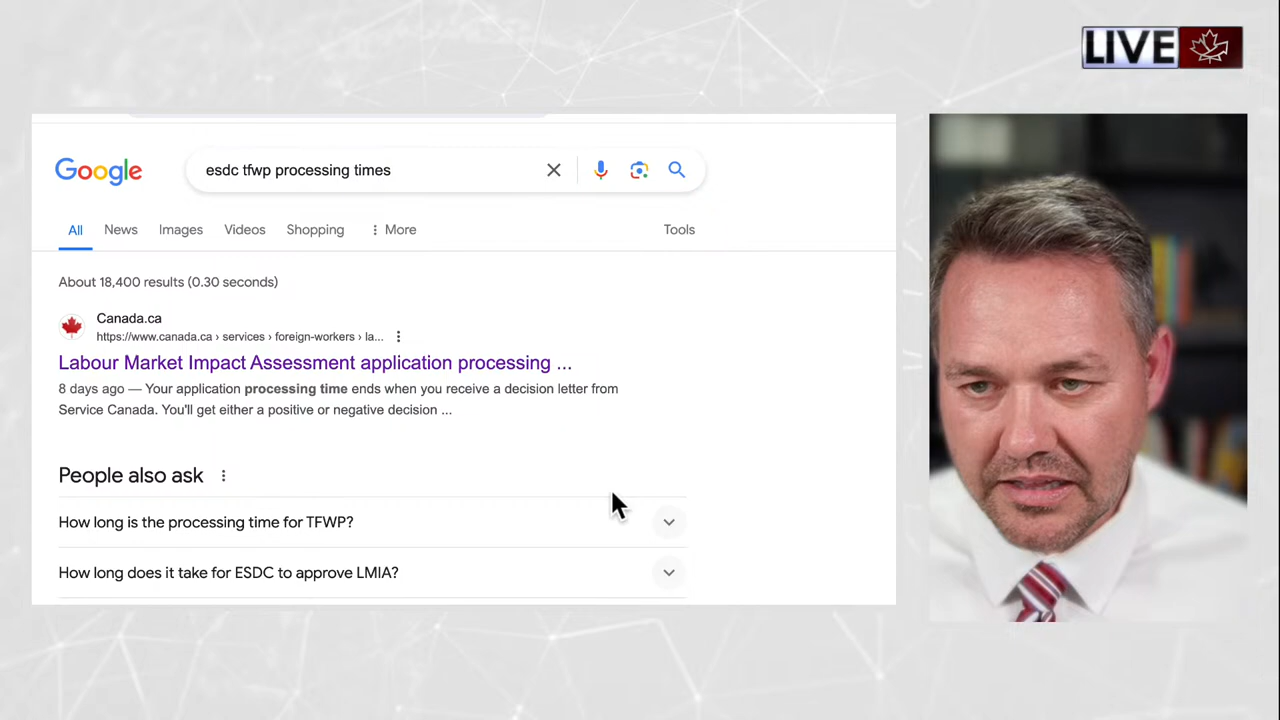 LIVE
Google
esdc tfwp processing times
All News Images Videos Shopping More Tools
About 18,400 results (0.30 seconds)
Canada.ca
https://www.canada.ca › services › foreign-workers › la...
Labour Market Impact Assessment application processing ...
8 days ago — Your application processing time ends when you receive a decision letter from
Service Canada. You'll get either a positive or negative decision ...
People also ask
How long is the processing time for TFWP?
How long does it take for ESDC to approve LMIA?